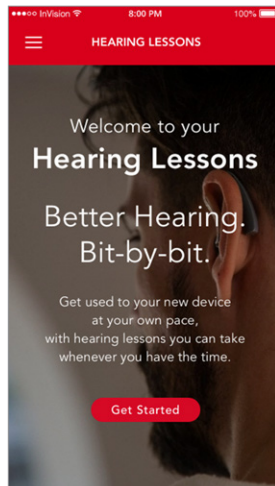 InVision 8:00 PM 100%
HEARING LESSONS
Welcome to your
Hearing Lessons
Better Hearing.
Bit-by-bit.
Get used to your new device
at your own pace,
with hearing lessons you can take
whenever you have the time.
Get Started